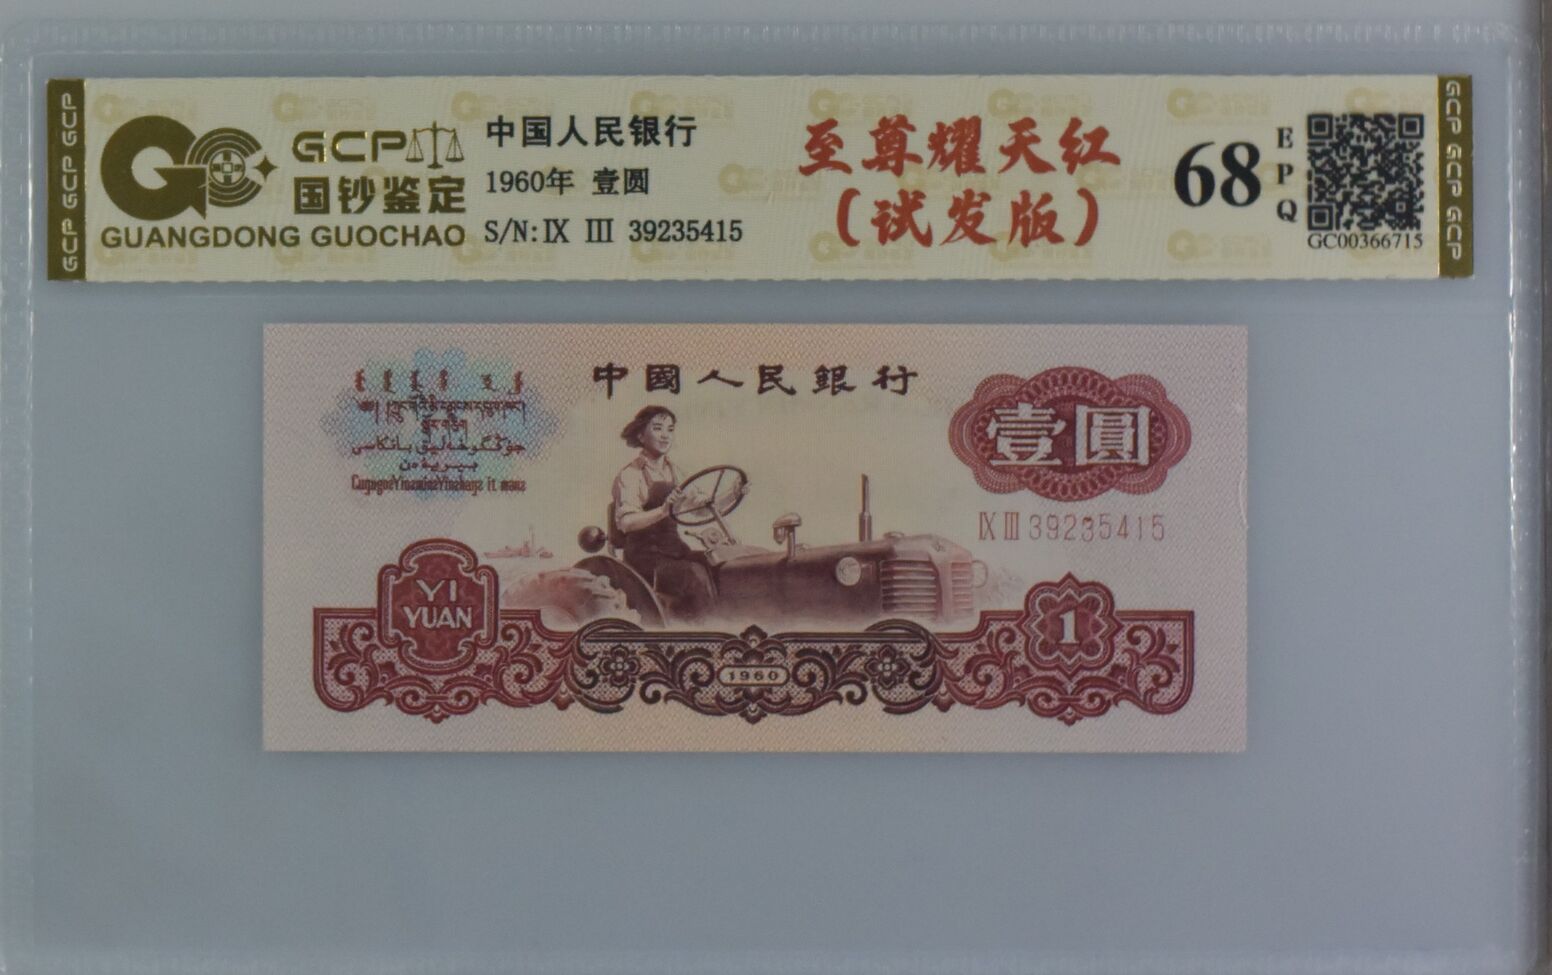 GCP GCP GCP
GCP
国钞鉴定
GUANGDONG GUOCHAO
中国人民银行
1960年 壹圆
S/N:Ⅸ Ⅲ 39235415
至尊耀天红
(试发版)
68
EPQ
GC00366715
GCP GCP GCP
中國人民銀行
壹圓
Ⅸ Ⅲ 39235415
YI
YUAN
1
1960